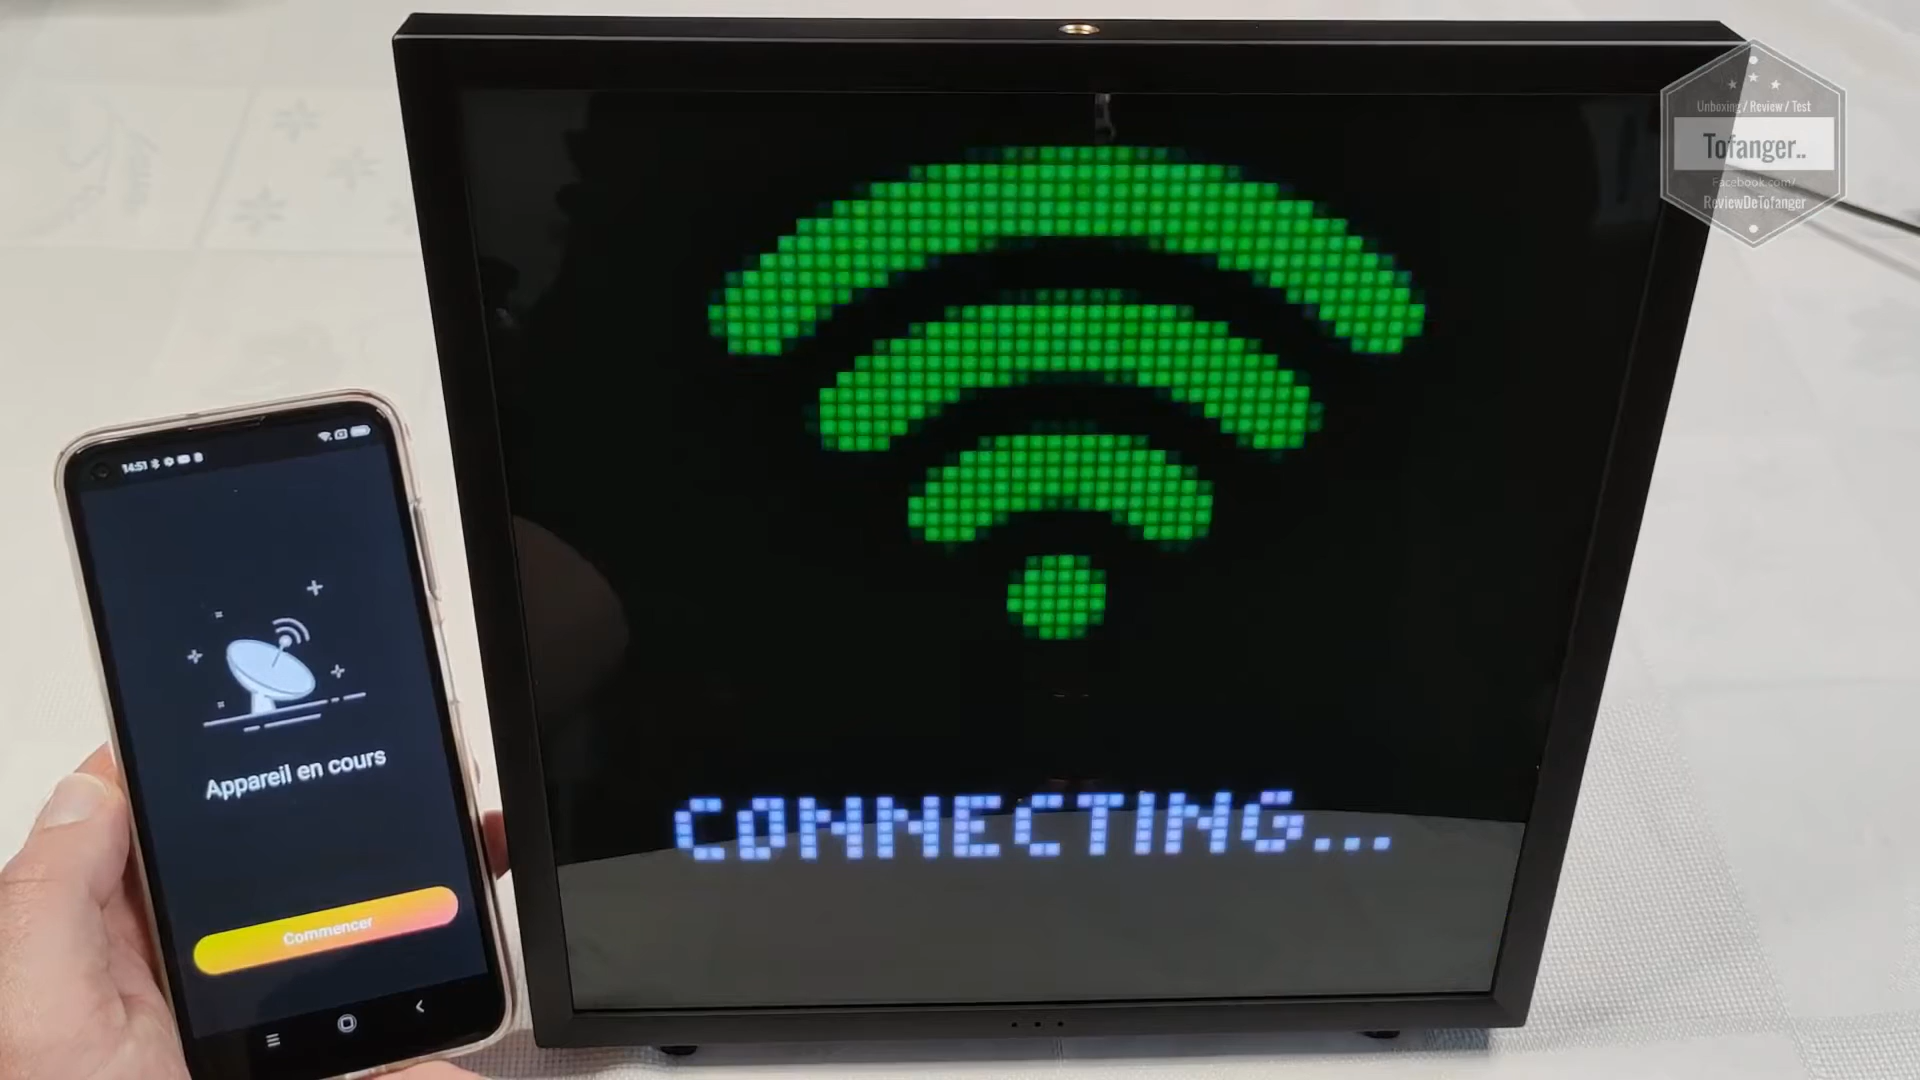 Unboxing / Review / Test
Tofanger..
Facebook.com/
ReviewDeTofanger
14:51
Appareil en cours
Commencer
CONNECTING...